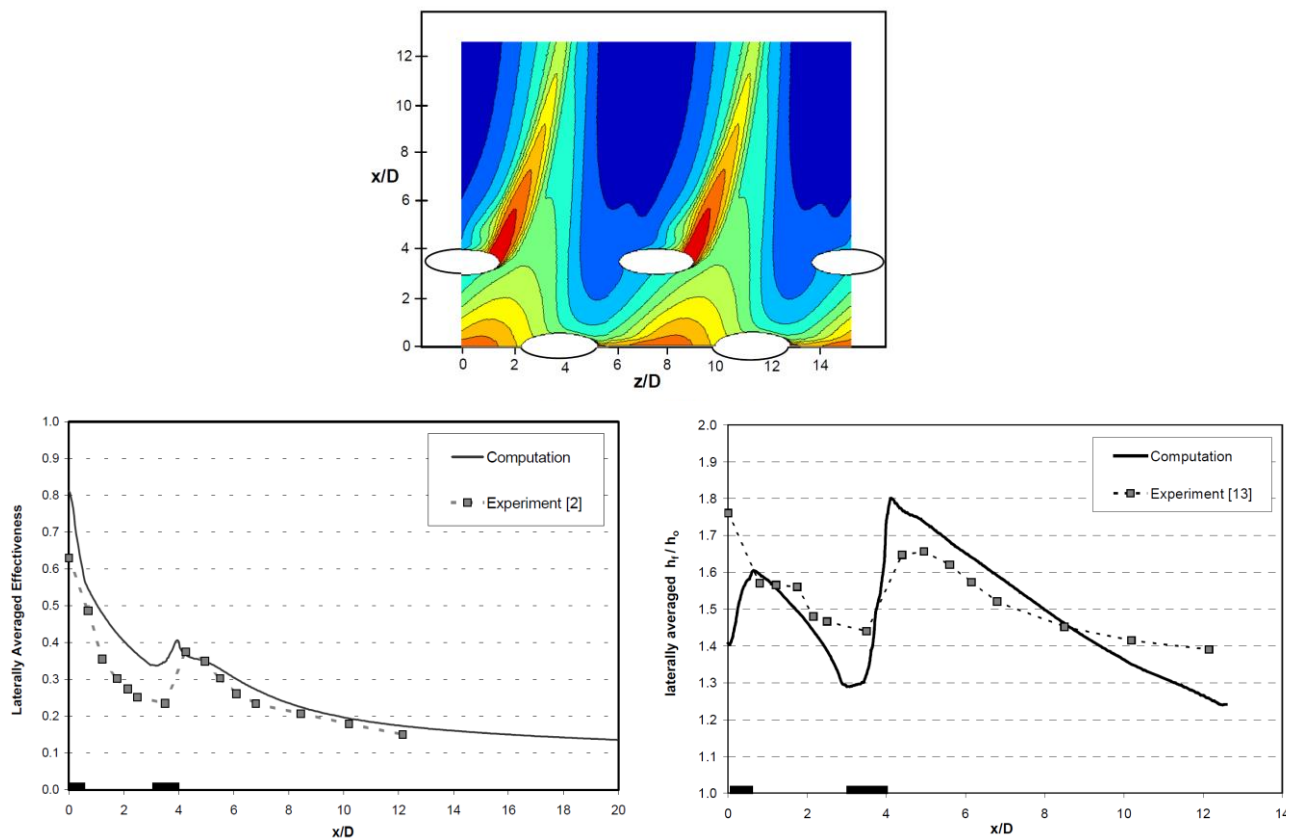 12
10
8
x/D
6
4
2
0
0 2 4 6 8 10 12 14
z/D
1.0
0.9
0.8
0.7
0.6
0.5
0.4
0.3
0.2
0.1
0.0
Laterally Averaged Effectiveness
Computation
Experiment [2]
0 2 4 6 8 10 12 14 16 18 20
x/D
2.0
1.9
1.8
1.7
1.6
1.5
1.4
1.3
1.2
1.1
1.0
laterally averaged hf / ho
Computation
Experiment [13]
0 2 4 6 8 10 12 14
x/D